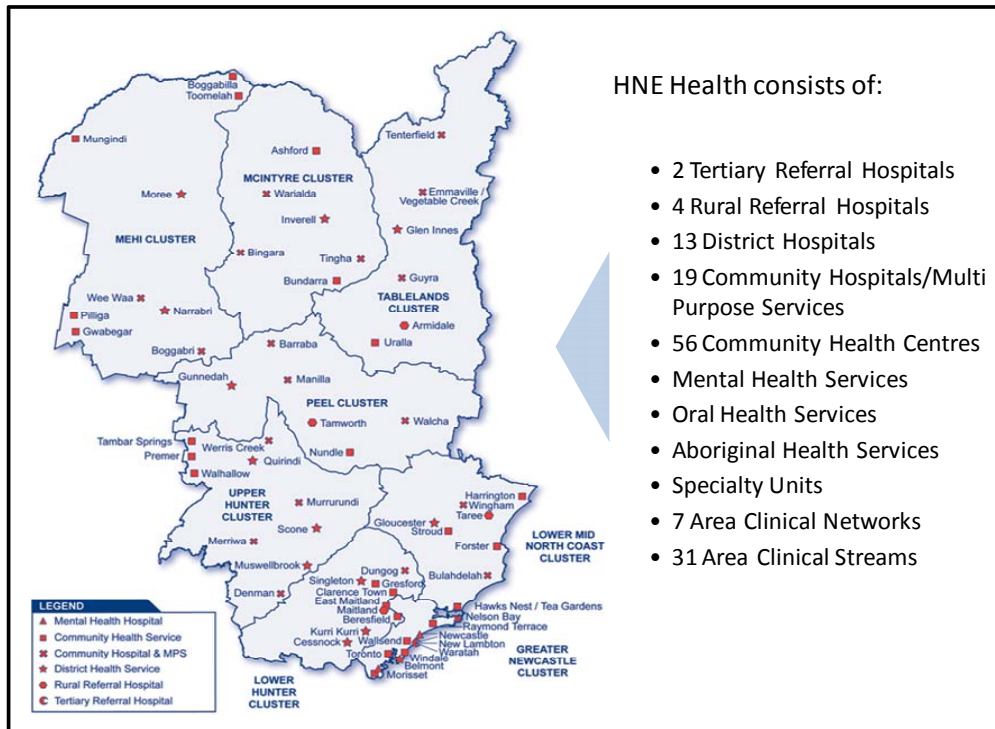 Boggabilla
Toomelah
Mungindi
Ashford
Tenterfield
MCINTYRE CLUSTER
Warialda
Emmaville /
Vegetable Creek
Moree
Inverell
Glen Innes
MEHI CLUSTER
Bingara
Tingha
Guyra
Bundarra
Wee Waa
TABLELANDS
CLUSTER
Pilliga
Narrabri
Gwabegar
Armidale
Uralla
Boggabri
Barraba
Gunnedah
Manilla
PEEL CLUSTER
Tamworth
Walcha
Tambar Springs
Werris Creek
Premer
Quirindi
Nundle
Walhallow
UPPER
HUNTER
CLUSTER
Murrurundi
Harrington
Wingham
Taree
Scone
Gloucester
Stroud
LOWER MID
NORTH COAST
CLUSTER
Merriwa
Forster
Muswellbrook
Dungog
Bulahdelah
Singleton
Gresford
Denman
Clarence Town
East Maitland
Maitland
Hawks Nest / Tea Gardens
Beresfield
Nelson Bay
Raymond Terrace
Kurri Kurri
Newcastle
Cessnock
Wallsend
New Lambton
Waratah
Toronto
Windale
Belmont
Morisset
GREATER
NEWCASTLE
CLUSTER
LOWER
HUNTER
CLUSTER
LEGEND
Mental Health Hospital
Community Health Service
Community Hospital & MPS
District Health Service
Rural Referral Hospital
Tertiary Referral Hospital
HNE Health consists of:
• 2 Tertiary Referral Hospitals
• 4 Rural Referral Hospitals
• 13 District Hospitals
• 19 Community Hospitals/Multi
Purpose Services
• 56 Community Health Centres
• Mental Health Services
• Oral Health Services
• Aboriginal Health Services
• Specialty Units
• 7 Area Clinical Networks
• 31 Area Clinical Streams